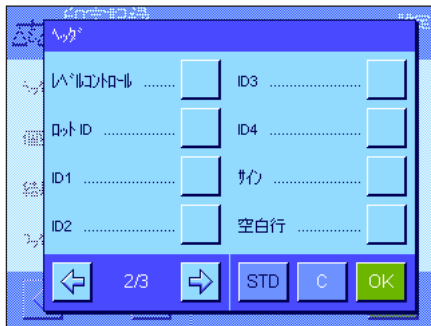 ﾍｯﾀﾞ
ﾚﾍﾞﾙｺﾝﾄﾛｰﾙ ........
ﾛｯﾄ ID ..................
ID1 .......................
ID2 .......................
ID3 .......................
ID4 .......................
ｻｲﾝ .......................
空白行 ..................
2/3
STD
C
OK